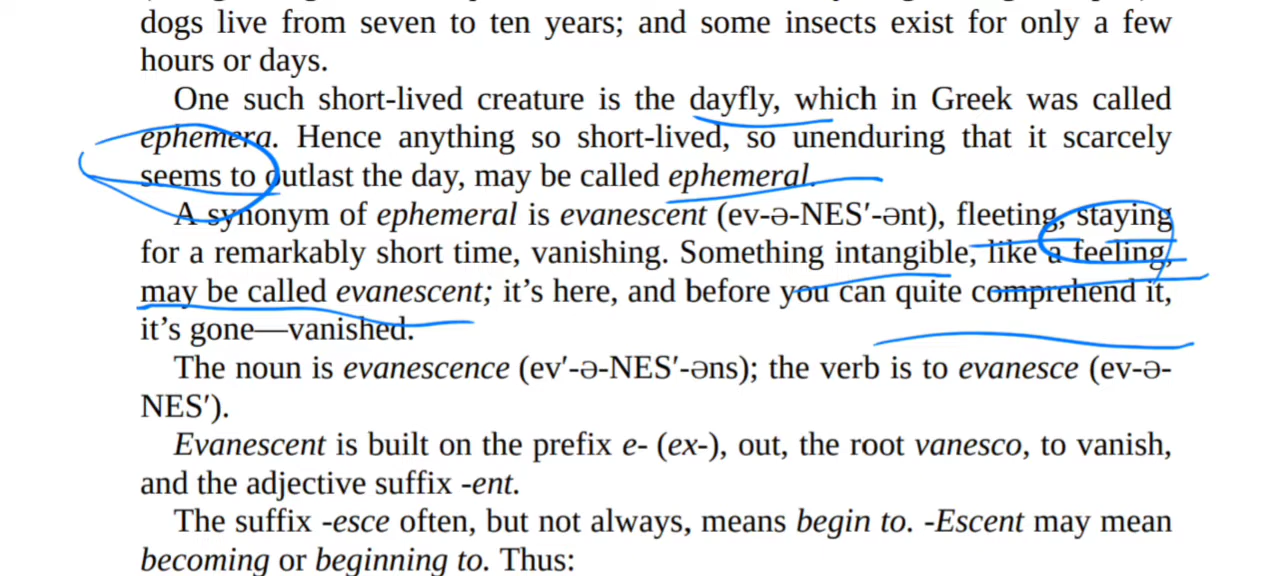 dogs live from seven to ten years; and some insects exist for only a few
hours or days.
One such short-lived creature is the dayfly, which in Greek was called
ephemera. Hence anything so short-lived, so unenduring that it scarcely
seems to outlast the day, may be called ephemeral.
A synonym of ephemeral is evanescent (ev-ə-NES′-ənt), fleeting, staying
for a remarkably short time, vanishing. Something intangible, like a feeling,
may be called evanescent; it’s here, and before you can quite comprehend it,
it’s gone—vanished.
The noun is evanescence (ev′-ə-NES′-əns); the verb is to evanesce (ev-ə-
NES′).
Evanescent is built on the prefix e- (ex-), out, the root vanesco, to vanish,
and the adjective suffix -ent.
The suffix -esce often, but not always, means begin to. -Escent may mean
becoming or beginning to. Thus: